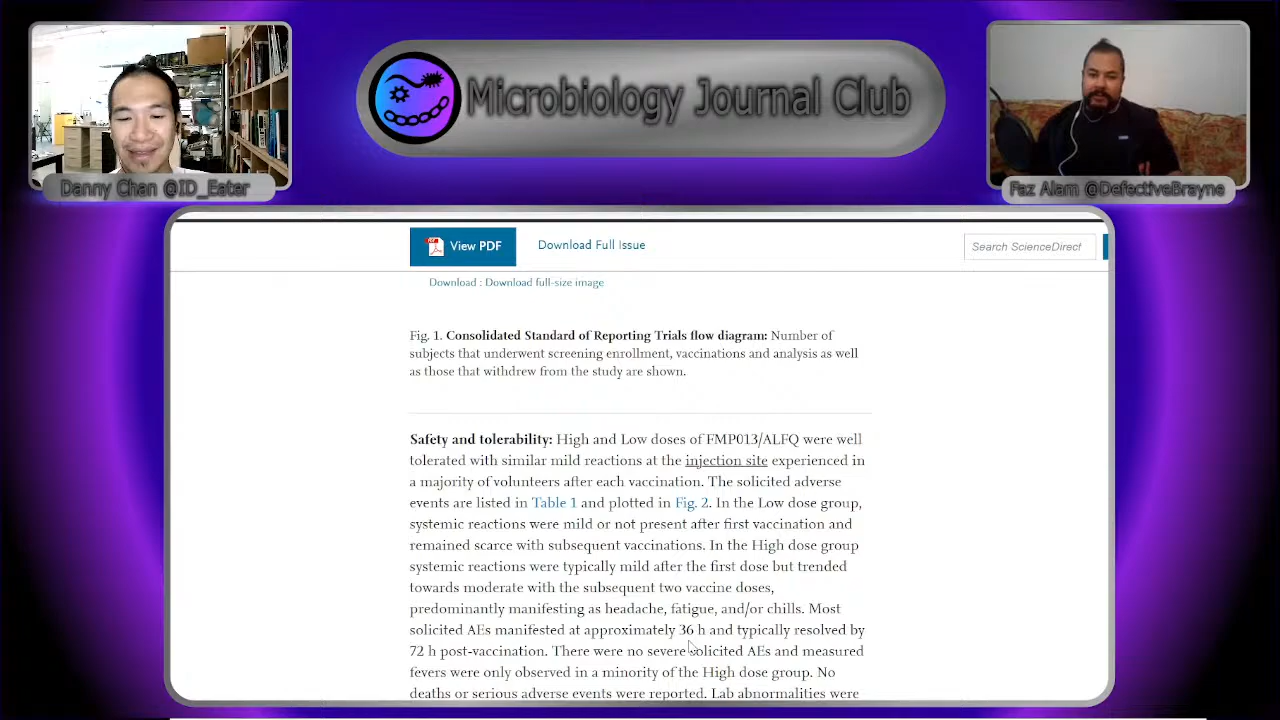 Microbiology Journal Club
Danny Chan @ID_Eater
Faz Alam @DefectiveBrayne
View PDF
Download Full Issue
Search ScienceDirect
Download : Download full-size image
Fig. 1. Consolidated Standard of Reporting Trials flow diagram: Number of
subjects that underwent screening enrollment, vaccinations and analysis as well
as those that withdrew from the study are shown.
Safety and tolerability: High and Low doses of FMP013/ALFQ were well
tolerated with similar mild reactions at the injection site experienced in
a majority of volunteers after each vaccination. The solicited adverse
events are listed in Table 1 and plotted in Fig. 2. In the Low dose group,
systemic reactions were mild or not present after first vaccination and
remained scarce with subsequent vaccinations. In the High dose group
systemic reactions were typically mild after the first dose but trended
towards moderate with the subsequent two vaccine doses,
predominantly manifesting as headache, fatigue, and/or chills. Most
solicited AEs manifested at approximately 36 h and typically resolved by
72 h post-vaccination. There were no severe solicited AEs and measured
fevers were only observed in a minority of the High dose group. No
deaths or serious adverse events were reported. Lab abnormalities were